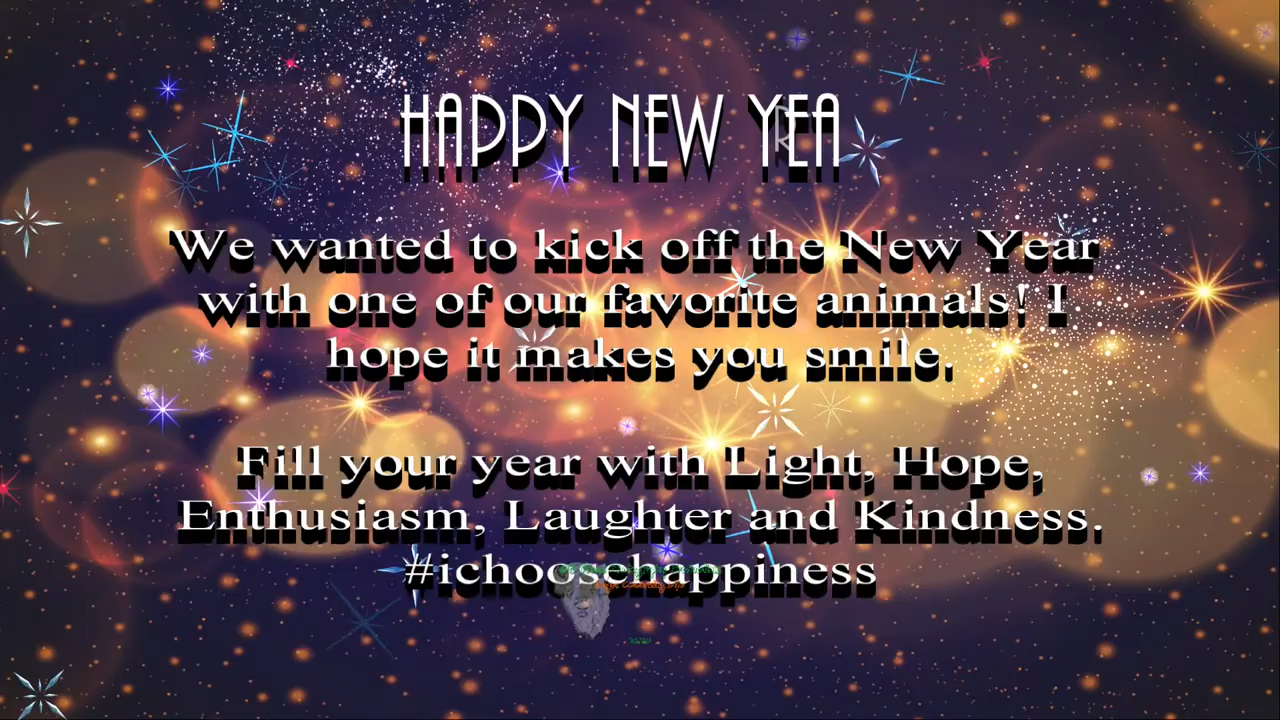 HAPPY NEW YEA
We wanted to kick off the New Year
with one of our favorite animals! I
hope it makes you smile.
Fill your year with Light, Hope,
Enthusiasm, Laughter and Kindness.
#ichoosehappiness